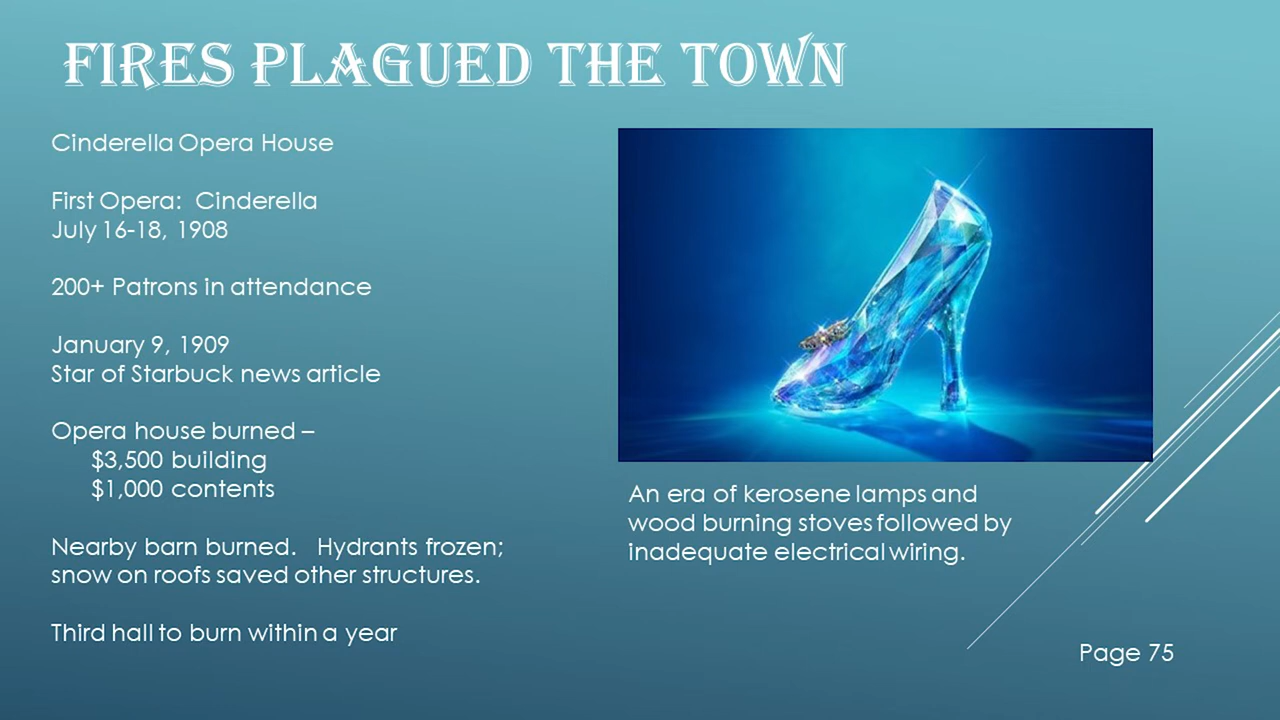 FIRES PLAGUED THE TOWN
Cinderella Opera House
First Opera: Cinderella
July 16-18, 1908
200+ Patrons in attendance
January 9, 1909
Star of Starbuck news article
Opera house burned –
$3,500 building
$1,000 contents
Nearby barn burned. Hydrants frozen;
snow on roofs saved other structures.
Third hall to burn within a year
An era of kerosene lamps and
wood burning stoves followed by
inadequate electrical wiring.
Page 75